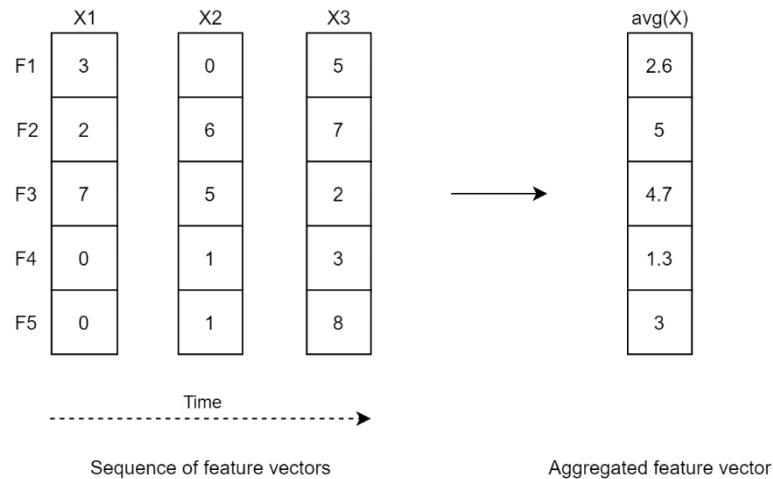 X1 X2 X3 avg(X)
F1 3 0 5 2.6
F2 2 6 7 5
F3 7 5 2 4.7
F4 0 1 3 1.3
F5 0 1 8 3
Time
Sequence of feature vectors Aggregated feature vector